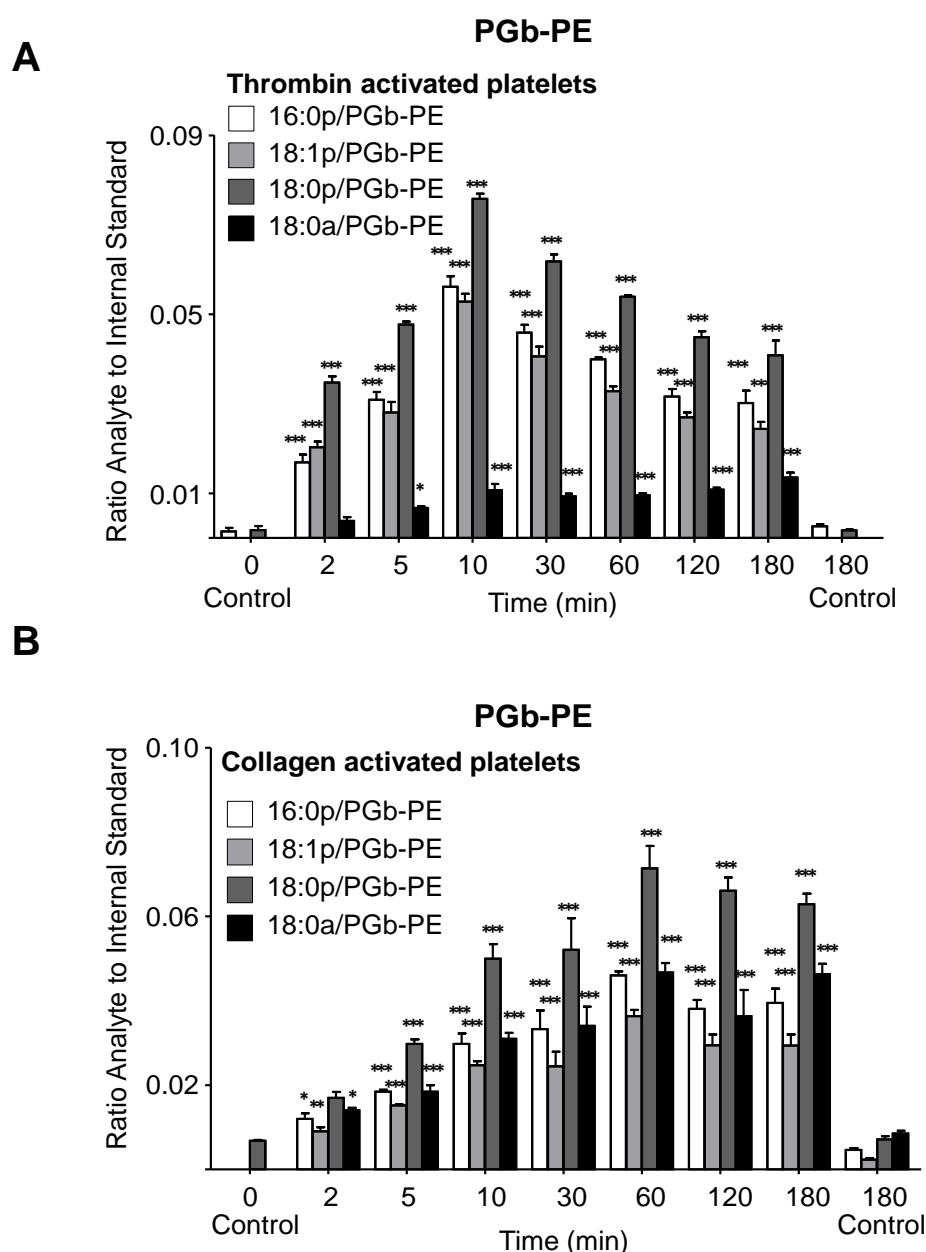 PGb-PE
A
Thrombin activated platelets
16:0p/PGb-PE
18:1p/PGb-PE
18:0p/PGb-PE
18:0a/PGb-PE
Ratio Analyte to Internal Standard
0.09
0.05
0.01
*** *** ***
*** *** *** *
*** *** *** ***
*** *** *** ***
*** *** *** ***
*** *** *** ***
*** *** *** ***
0 2 5 10 30 60 120 180 180
Control Time (min) Control
B
PGb-PE
Collagen activated platelets
16:0p/PGb-PE
18:1p/PGb-PE
18:0p/PGb-PE
18:0a/PGb-PE
Ratio Analyte to Internal Standard
0.10
0.06
0.02
* ** *
*** *** *** ***
*** *** *** ***
*** *** *** ***
*** *** *** ***
*** *** *** ***
*** *** *** ***
0 2 5 10 30 60 120 180 180
Control Time (min) Control